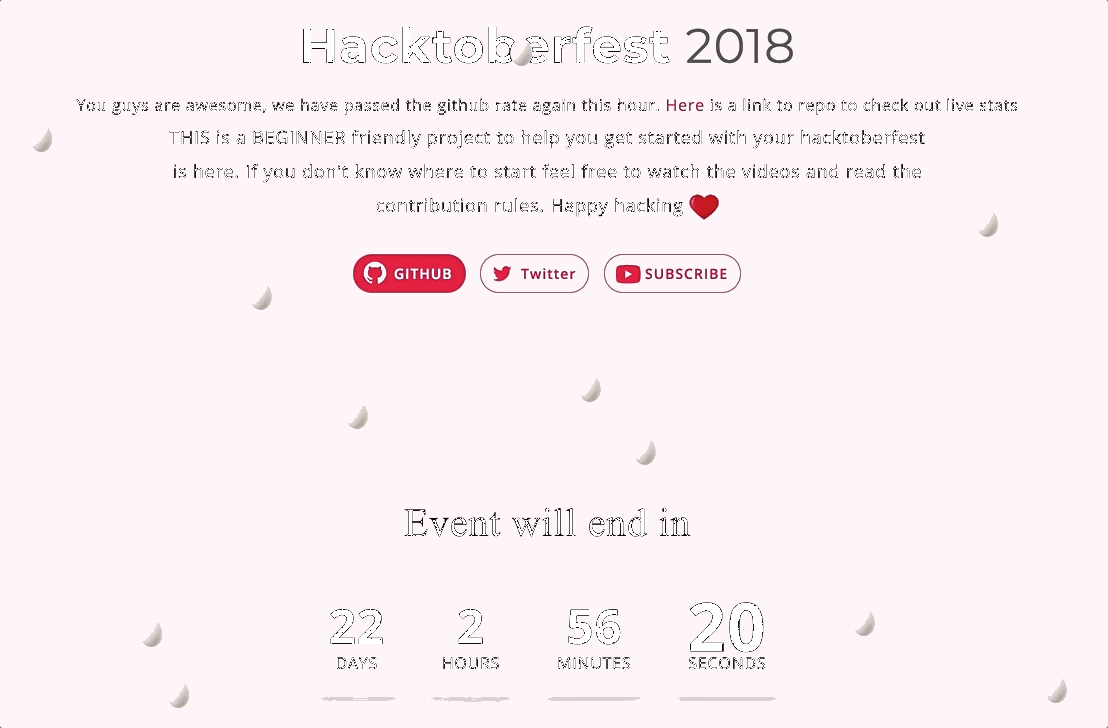 Hacktoberfest 2018
You guys are awesome, we have passed the github rate again this hour. Here is a link to repo to check out live stats
THIS is a BEGINNER friendly project to help you get started with your hacktoberfest
is here. If you don't know where to start feel free to watch the videos and read the
contribution rules. Happy hacking
GITHUB Twitter SUBSCRIBE
Event will end in
22 2 56 20
DAYS HOURS MINUTES SECONDS